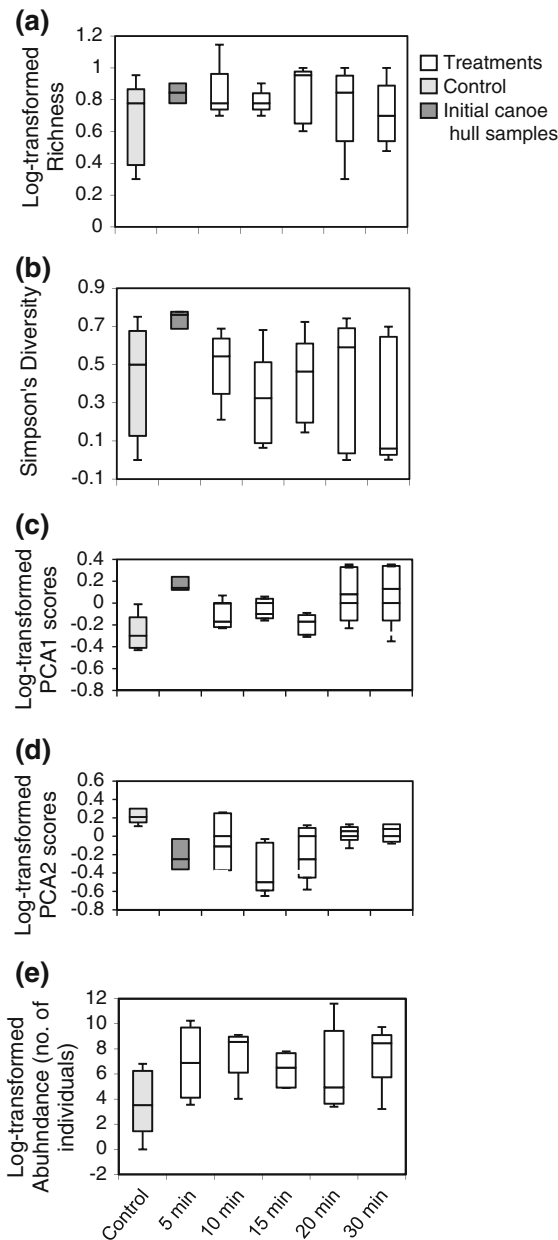 (a)
Log-transformed
Richness
1.2
1
0.8
0.6
0.4
0.2
0
Treatments
Control
Initial canoe
hull samples
(b)
Simpson's Diversity
0.9
0.7
0.5
0.3
0.1
-0.1
(c)
Log-transformed
PCA1 scores
0.4
0.2
0
-0.2
-0.4
-0.6
-0.8
(d)
Log-transformed
PCA2 scores
0.6
0.4
0.2
0
-0.2
-0.4
-0.6
-0.8
(e)
Log-transformed
Abuhndance (no. of
individuals)
12
10
8
6
4
2
0
-2
Control
5 min
10 min
15 min
20 min
30 min